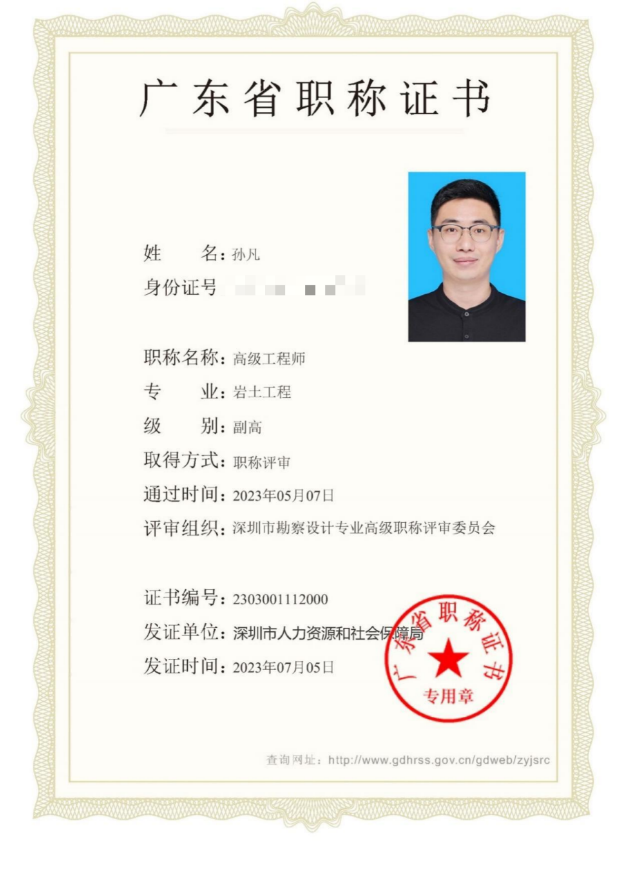 广东省职称证书
姓 名：孙凡
身份证号
职称名称：高级工程师
专 业：岩土工程
级 别：副高
取得方式：职称评审
通过时间：2023年05月07日
评审组织：深圳市勘察设计专业高级职称评审委员会
证书编号：2303001112000
发证单位：深圳市人力资源和社会保障局
发证时间：2023年07月05日
广东省职称证书
专用章
查询网址：http://www.gdhrss.gov.cn/gdweb/zyjsrc